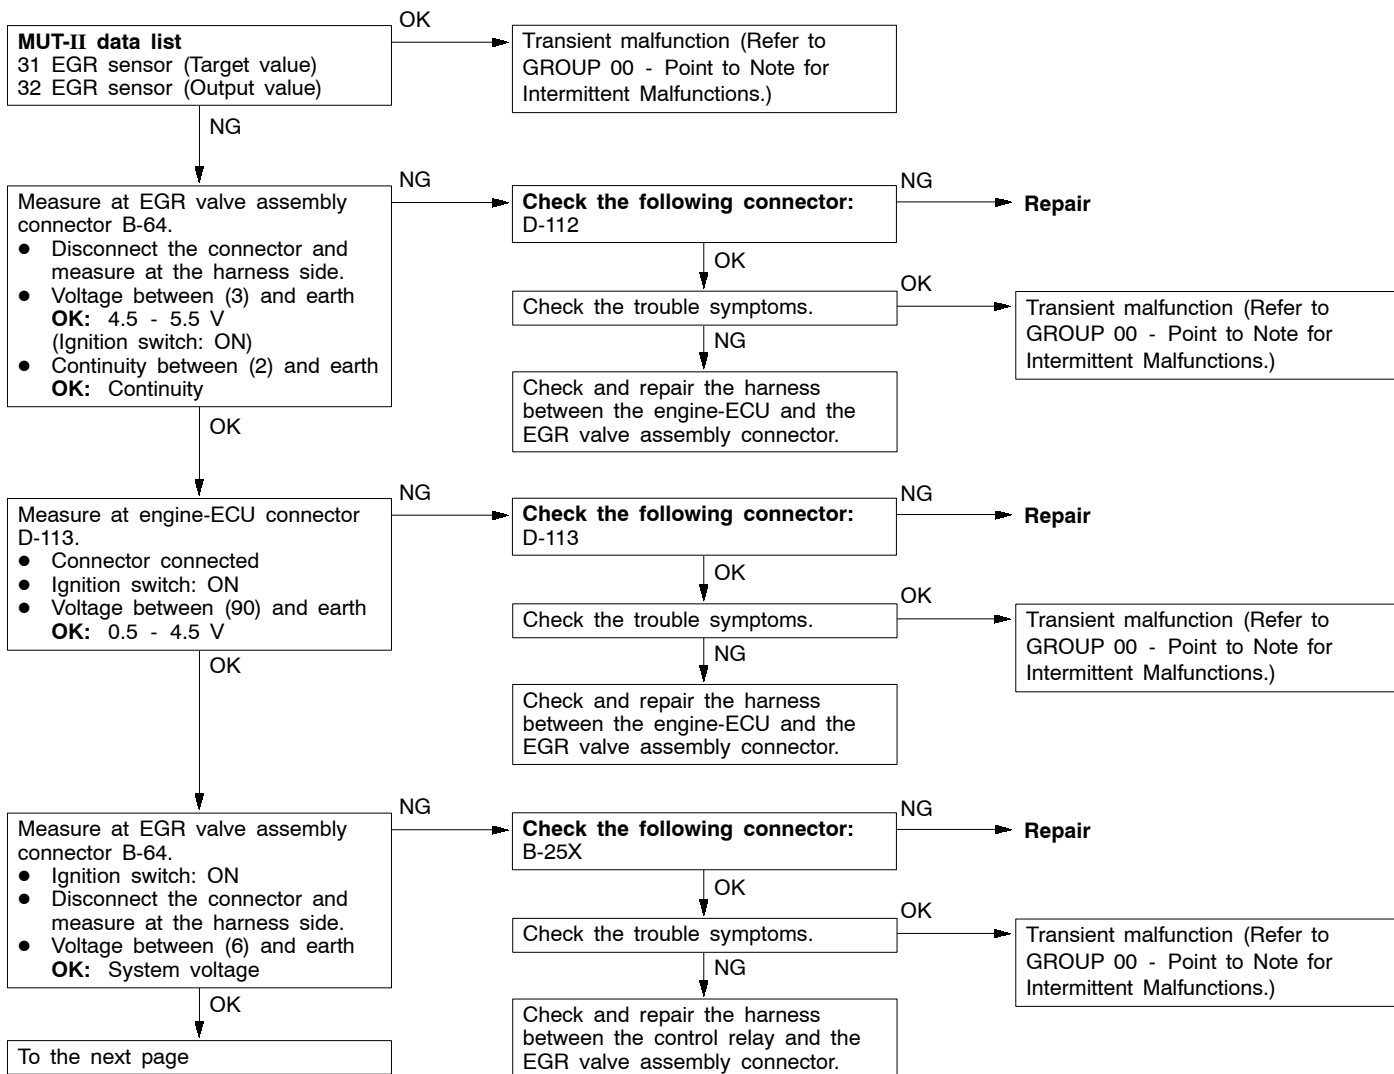 OK
MUT-II data list
31 EGR sensor (Target value)
32 EGR sensor (Output value)
Transient malfunction (Refer to
GROUP 00 - Point to Note for
Intermittent Malfunctions.)
NG
Measure at EGR valve assembly
connector B-64.
● Disconnect the connector and
measure at the harness side.
● Voltage between (3) and earth
OK: 4.5 - 5.5 V
(Ignition switch: ON)
● Continuity between (2) and earth
OK: Continuity
NG
Check the following connector:
D-112
NG
Repair
OK
Check the trouble symptoms.
OK
Transient malfunction (Refer to
GROUP 00 - Point to Note for
Intermittent Malfunctions.)
NG
Check and repair the harness
between the engine-ECU and the
EGR valve assembly connector.
OK
Measure at engine-ECU connector
D-113.
● Connector connected
● Ignition switch: ON
● Voltage between (90) and earth
OK: 0.5 - 4.5 V
NG
Check the following connector:
D-113
NG
Repair
OK
Check the trouble symptoms.
OK
Transient malfunction (Refer to
GROUP 00 - Point to Note for
Intermittent Malfunctions.)
NG
Check and repair the harness
between the engine-ECU and the
EGR valve assembly connector.
OK
Measure at EGR valve assembly
connector B-64.
● Ignition switch: ON
● Disconnect the connector and
measure at the harness side.
● Voltage between (6) and earth
OK: System voltage
NG
Check the following connector:
B-25X
NG
Repair
OK
Check the trouble symptoms.
OK
Transient malfunction (Refer to
GROUP 00 - Point to Note for
Intermittent Malfunctions.)
NG
Check and repair the harness
between the control relay and the
EGR valve assembly connector.
OK
To the next page